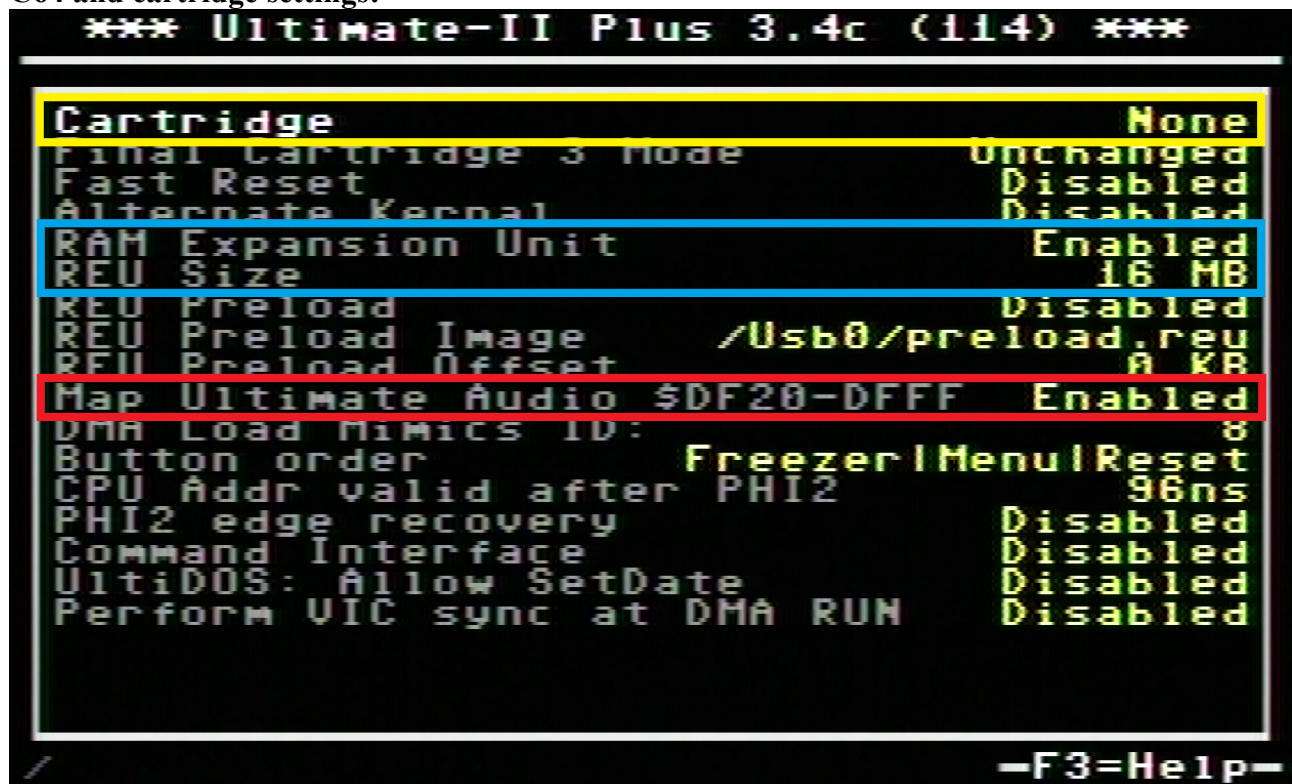 C64 and cartridge settings:
*** Ultimate-II Plus 3.4c (114) ***
Cartridge None
Final Cartridge 3 Mode Unchanged
Fast Reset Disabled
Alternate Kernal Disabled
RAM Expansion Unit Enabled
REU Size 16 MB
REU Preload Disabled
REU Preload Image /Usb0/preload.reu
REU Preload Offset 0 KB
Map Ultimate Audio $DF20-DFFF Enabled
DMA Load Mimics ID: 8
Button order Freezer|Menu|Reset
CPU Addr valid after PHI2 96ns
PHI2 edge recovery Disabled
Command Interface Disabled
UltiDOS: Allow SetDate Disabled
Perform VIC sync at DMA RUN Disabled
/ F3=Help